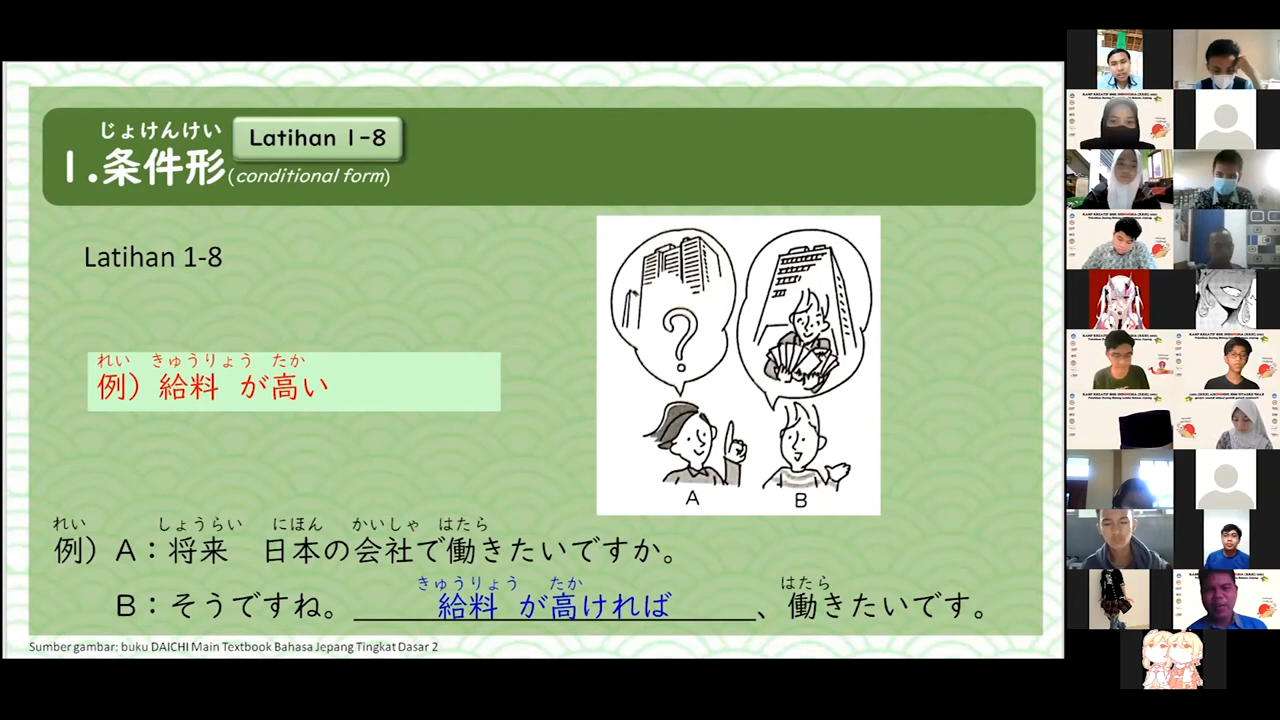 じょけんけい
1.条件形
Latihan 1-8
(conditional form)
Latihan 1-8
れい きゅうりょう たか
例）給料 が高い
?
A
B
れい しょうらい にほん かいしゃ はたら
例）A：将来 日本の会社で働きたいですか。
きゅうりょう たか はたら
B：そうですね。給料 が高ければ、働きたいです。
Sumber gambar: buku DAICHI Main Textbook Bahasa Jepang Tingkat Dasar 2